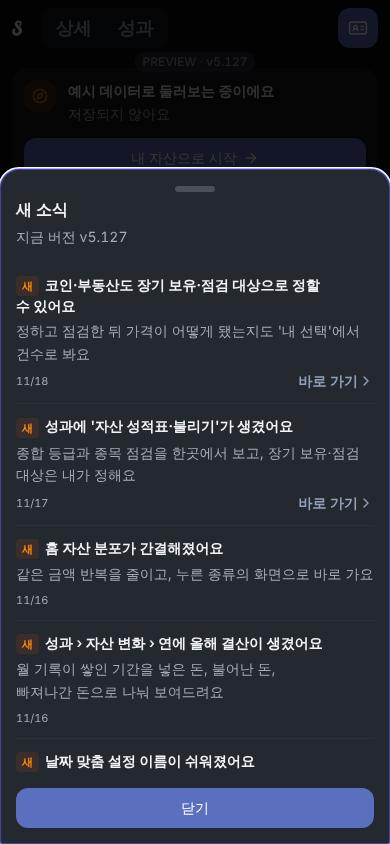 S 상세 성과
PREVIEW · v5.127
예시 데이터로 둘러보는 중이에요
저장되지 않아요
내 자산으로 시작 →
새 소식
지금 버전 v5.127
새 코인·부동산도 장기 보유·점검 대상으로 정할
수 있어요
정하고 점검한 뒤 가격이 어떻게 됐는지도 '내 선택'에서
건수로 봐요
11/18 바로 가기 >
새 성과에 '자산 성적표·불리기'가 생겼어요
종합 등급과 종목 점검을 한곳에서 보고, 장기 보유·점검
대상은 내가 정해요
11/17 바로 가기 >
새 홈 자산 분포가 간결해졌어요
같은 금액 반복을 줄이고, 누른 종류의 화면으로 바로 가요
11/16
새 성과 › 자산 변화 › 연에 올해 결산이 생겼어요
월 기록이 쌓인 기간을 넣은 돈, 불어난 돈,
빠져나간 돈으로 나눠 보여드려요
11/16
새 날짜 맞춤 설정 이름이 쉬워졌어요
닫기